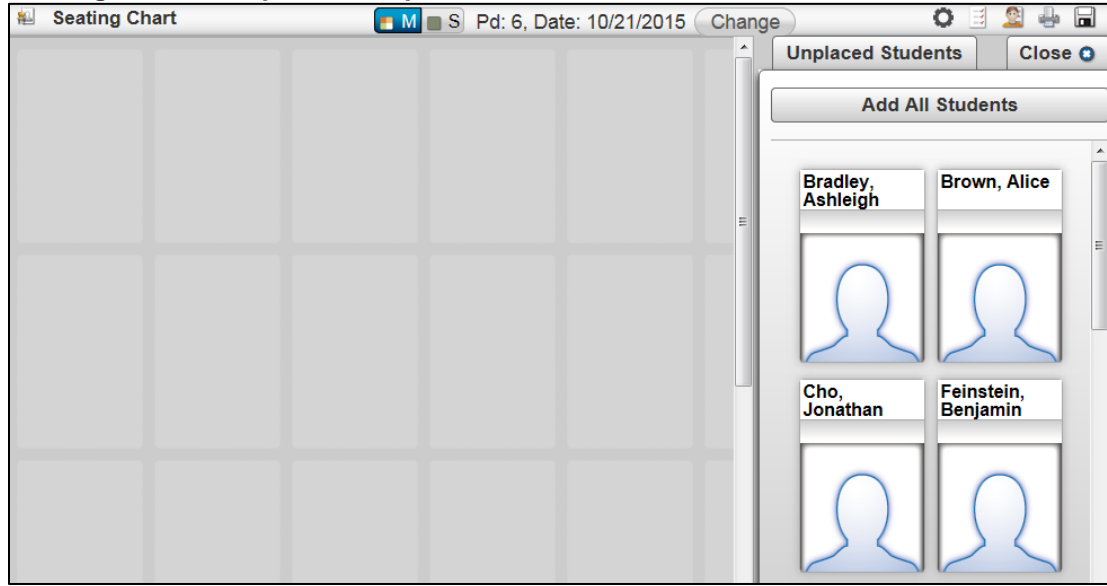 Seating Chart
M S Pd: 6, Date: 10/21/2015 Change
Unplaced Students Close
Add All Students
Bradley, Ashleigh
Brown, Alice
Cho, Jonathan
Feinstein, Benjamin